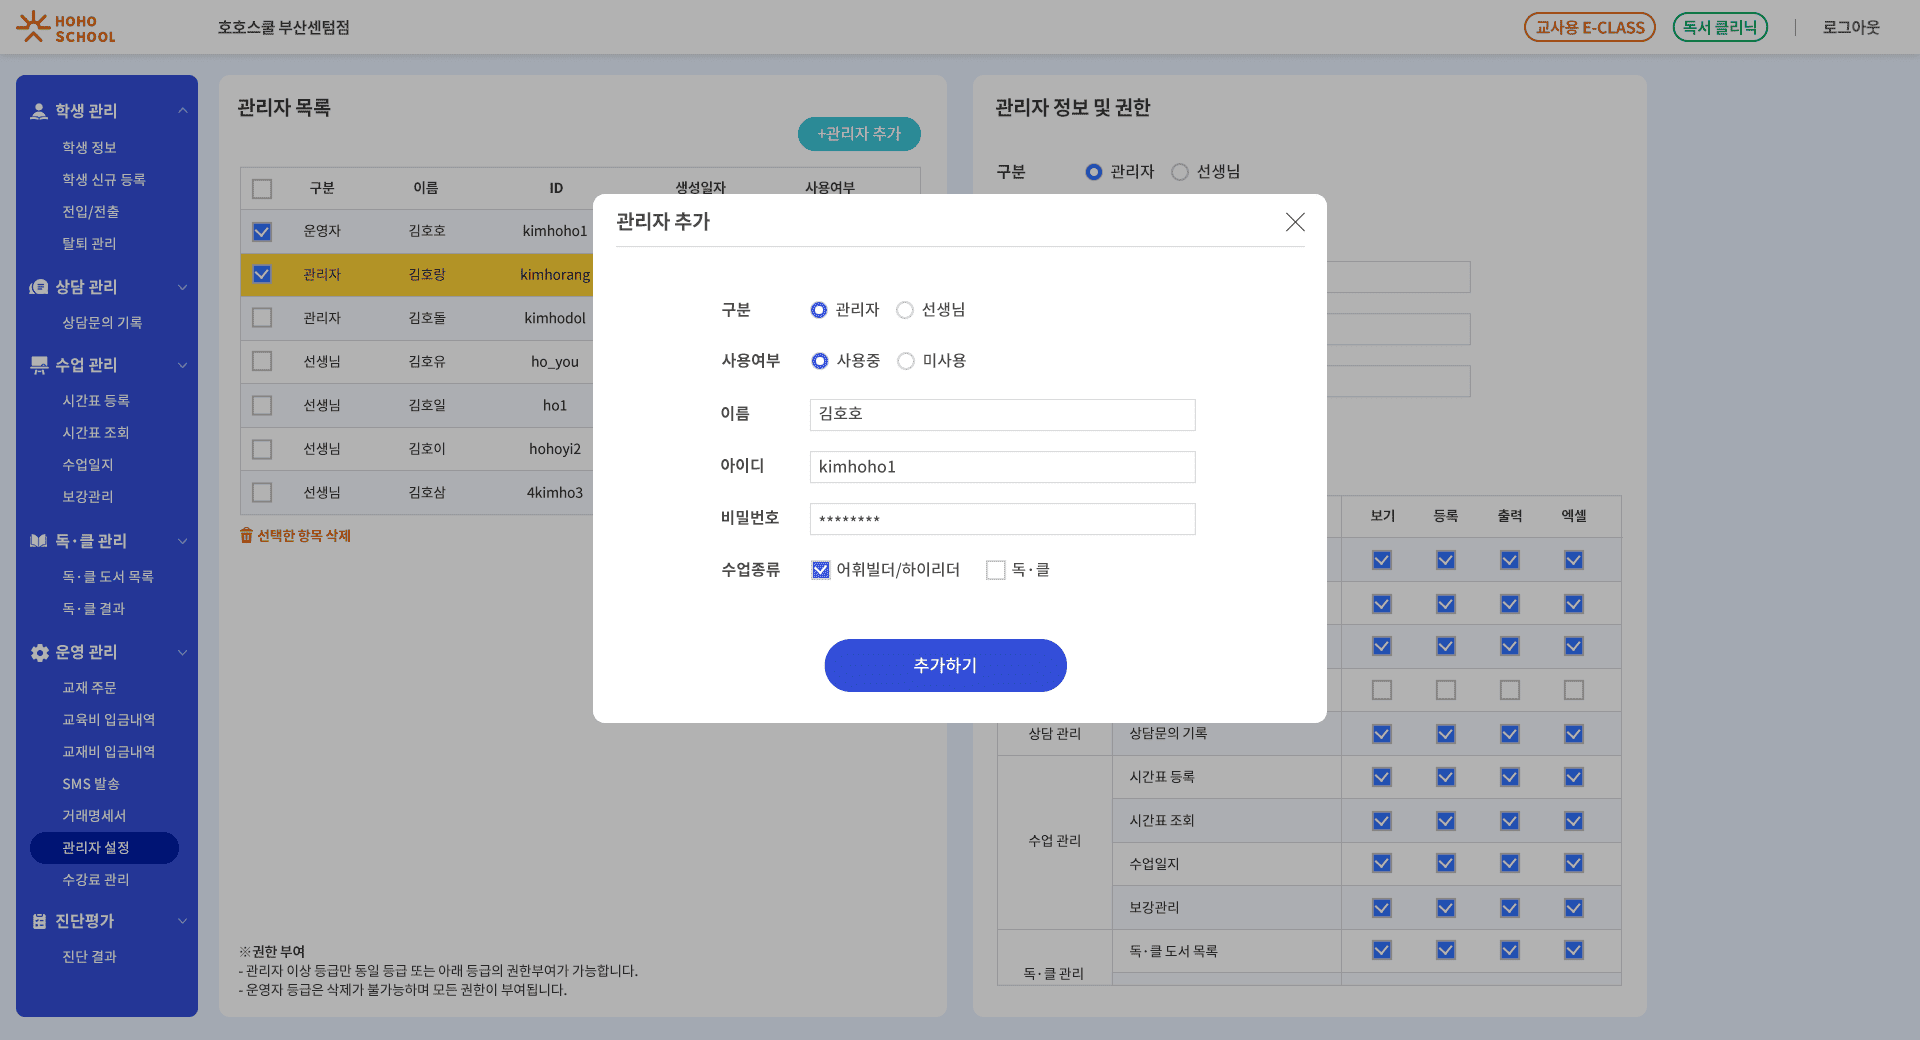 HOHO
SCHOOL
호호스쿨 부산센텀점
교사용 E-CLASS
독서 클리닉
로그아웃
학생 관리
학생 정보
학생 신규 등록
전입/전출
탈퇴 관리
상담 관리
상담문의 기록
수업 관리
시간표 등록
시간표 조회
수업일지
보강관리
독·클 관리
독·클 도서 목록
독·클 결과
운영 관리
교재 주문
교육비 입금내역
교재비 입금내역
SMS 발송
거래명세서
관리자 설정
수강료 관리
진단평가
진단 결과
관리자 목록
+관리자 추가
구분 이름 ID 생성일자 사용여부
운영자 김호호 kimhoho1
관리자 김호랑 kimhorang
관리자 김호돌 kimhodol
선생님 김호유 ho_you
선생님 김호일 ho1
선생님 김호이 hohoyi2
선생님 김호삼 4kimho3
선택한 항목 삭제
※권한 부여
- 관리자 이상 등급만 동일 등급 또는 아래 등급의 권한부여가 가능합니다.
- 운영자 등급은 삭제가 불가능하며 모든 권한이 부여됩니다.
관리자 정보 및 권한
구분 관리자 선생님
보기 등록 출력 엑셀
상담 관리 상담문의 기록
수업 관리
시간표 등록
시간표 조회
수업일지
보강관리
독·클 관리
독·클 도서 목록
관리자 추가
구분 관리자 선생님
사용여부 사용중 미사용
이름 김호호
아이디 kimhoho1
비밀번호 ********
수업종류 어휘빌더/하이리더 독·클
추가하기